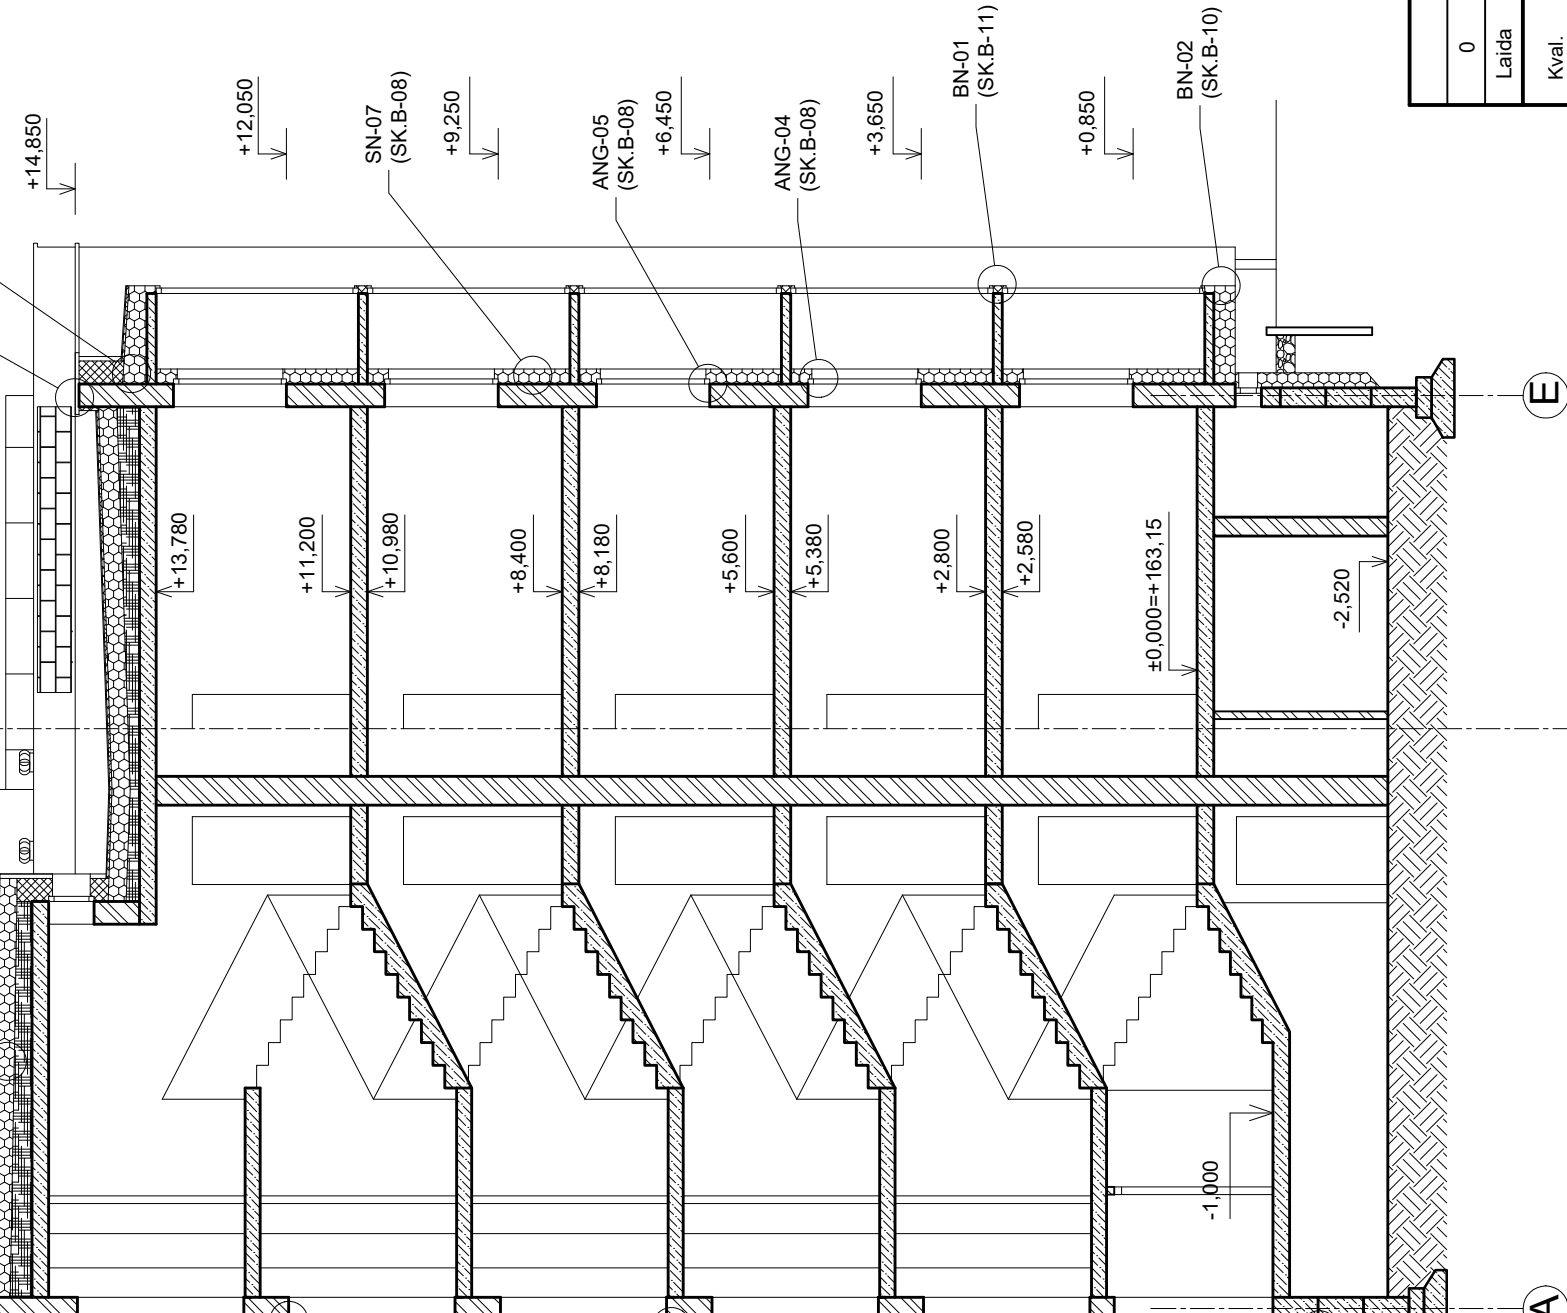 +14,850
+12,050
SN-07
(SK.B-08)
+9,250
ANG-05
(SK.B-08)
+6,450
ANG-04
(SK.B-08)
+3,650
BN-01
(SK.B-11)
+0,850
BN-02
(SK.B-10)
0
Laida
Kval.
+13,780
+11,200
+10,980
+8,400
+8,180
+5,600
+5,380
+2,800
+2,580
±0,000=+163,15
-2,520
-1,000
E
A